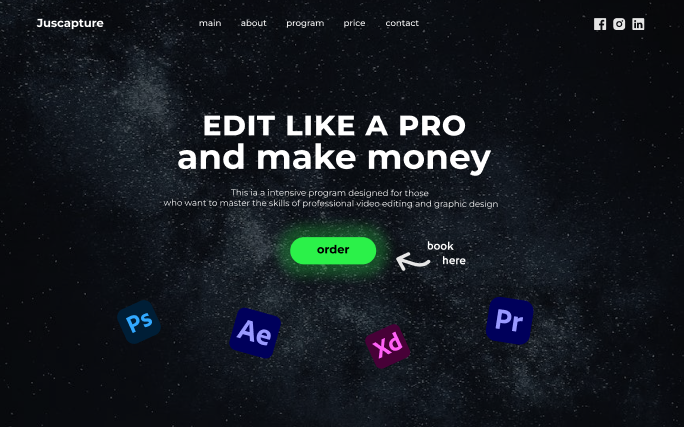 Juscapture
main about program price contact
EDIT LIKE A PRO
and make money
This ia a intensive program designed for those
who want to master the skills of professional video editing and graphic design
order
book
here
Ps
Ae
Xd
Pr